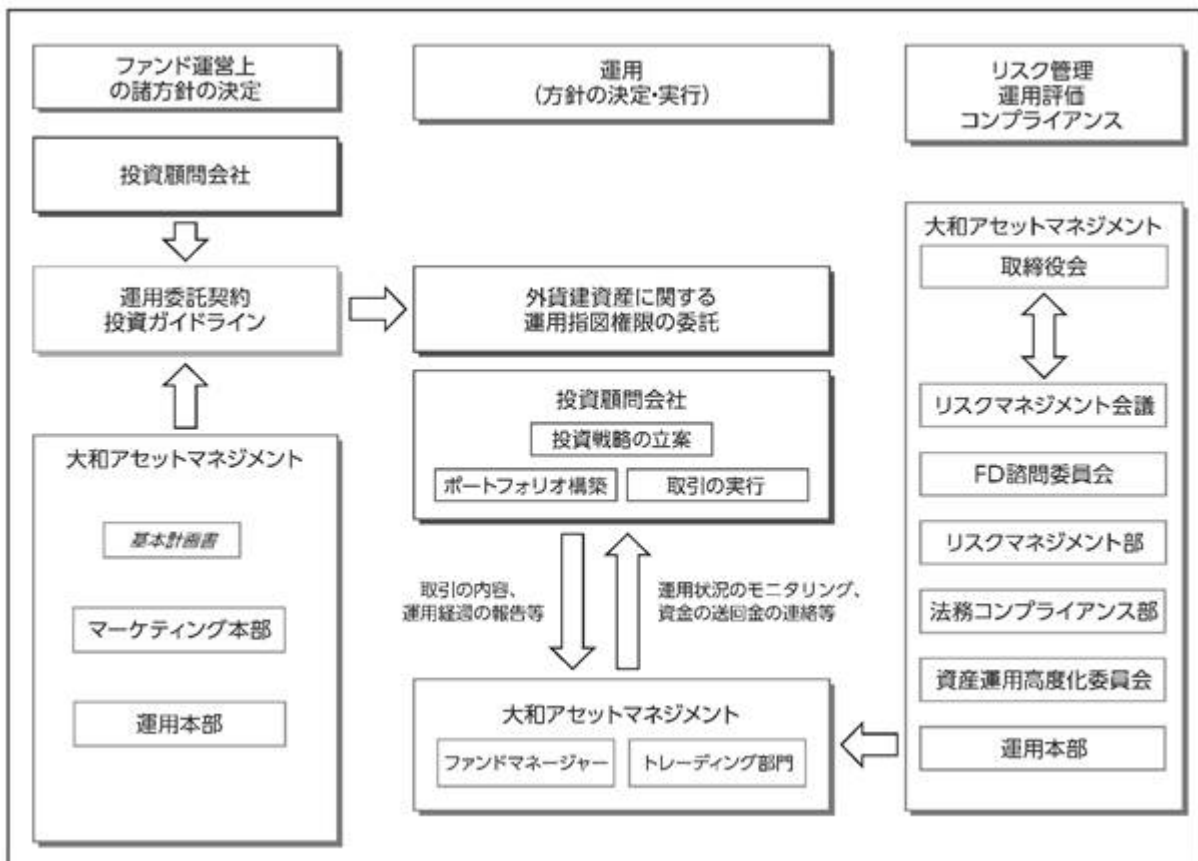 ファンド運営上
の諸方針の決定
投資顧問会社
運用委託契約
投資ガイドライン
大和アセットマネジメント
基本計画書
マーケティング本部
運用本部
運用
(方針の決定・実行)
外貨建資産に関する
運用指図権限の委託
投資顧問会社
投資戦略の立案
ポートフォリオ構築
取引の実行
取引の内容、
運用経過の報告等
運用状況のモニタリング、
資金の送回金の連絡等
大和アセットマネジメント
ファンドマネージャー
トレーディング部門
リスク管理
運用評価
コンプライアンス
大和アセットマネジメント
取締役会
リスクマネジメント会議
FD諮問委員会
リスクマネジメント部
法務コンプライアンス部
資産運用高度化委員会
運用本部